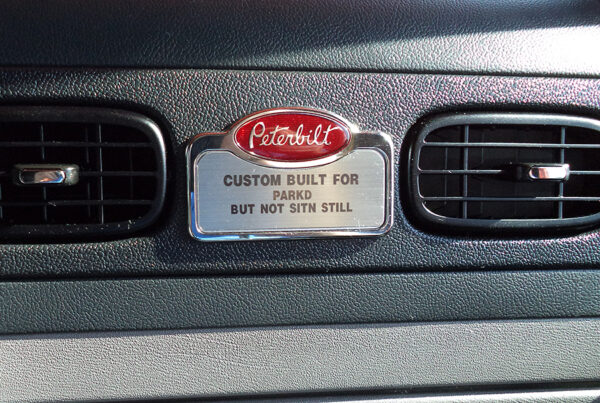 Peterbilt
CUSTOM BUILT FOR
PARKD
BUT NOT SITN STILL